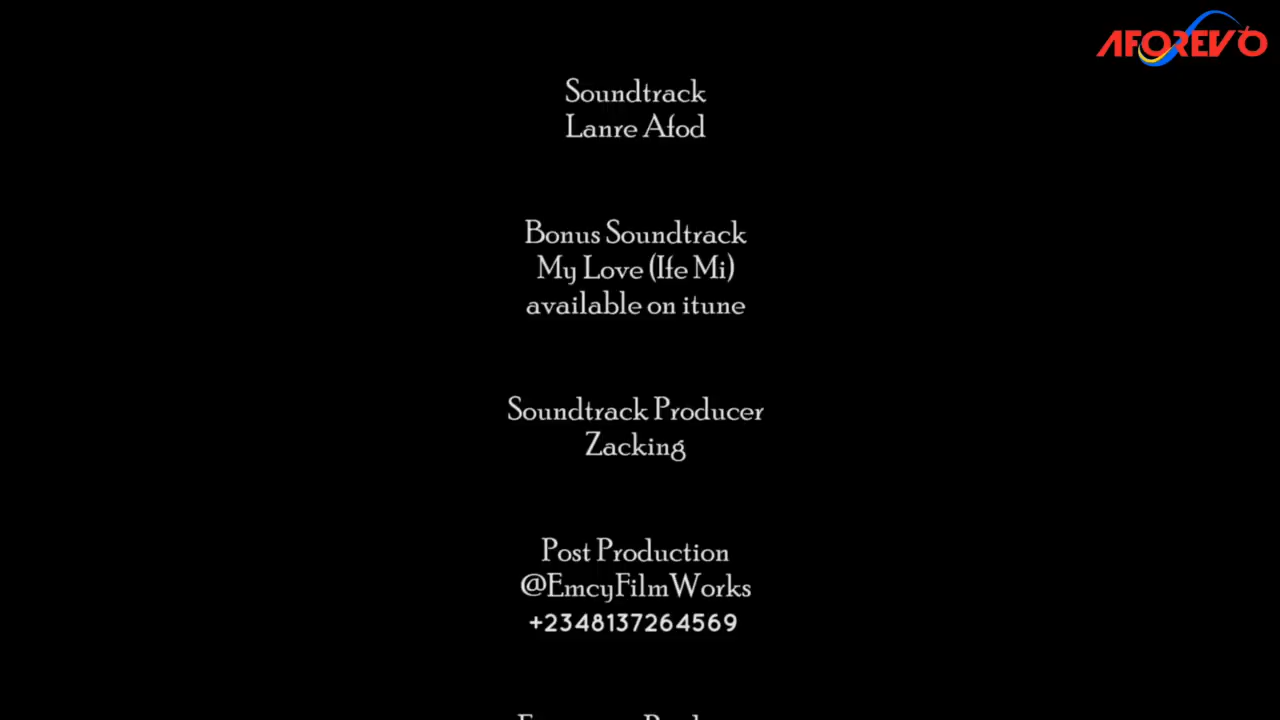 AFOREVO
Soundtrack
Lanre Afod
Bonus Soundtrack
My Love (Ife Mi)
available on itune
Soundtrack Producer
Zacking
Post Production
@EmcyFilmWorks
+2348137264569